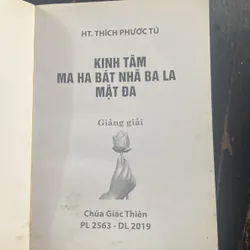 HT. THÍCH PHƯỚC TÚ
KINH TÂM
MA HA BÁT NHÃ BA LA
MẬT ĐA
Giảng giải
Chùa Giác Thiên
PL 2563 - DL 2019